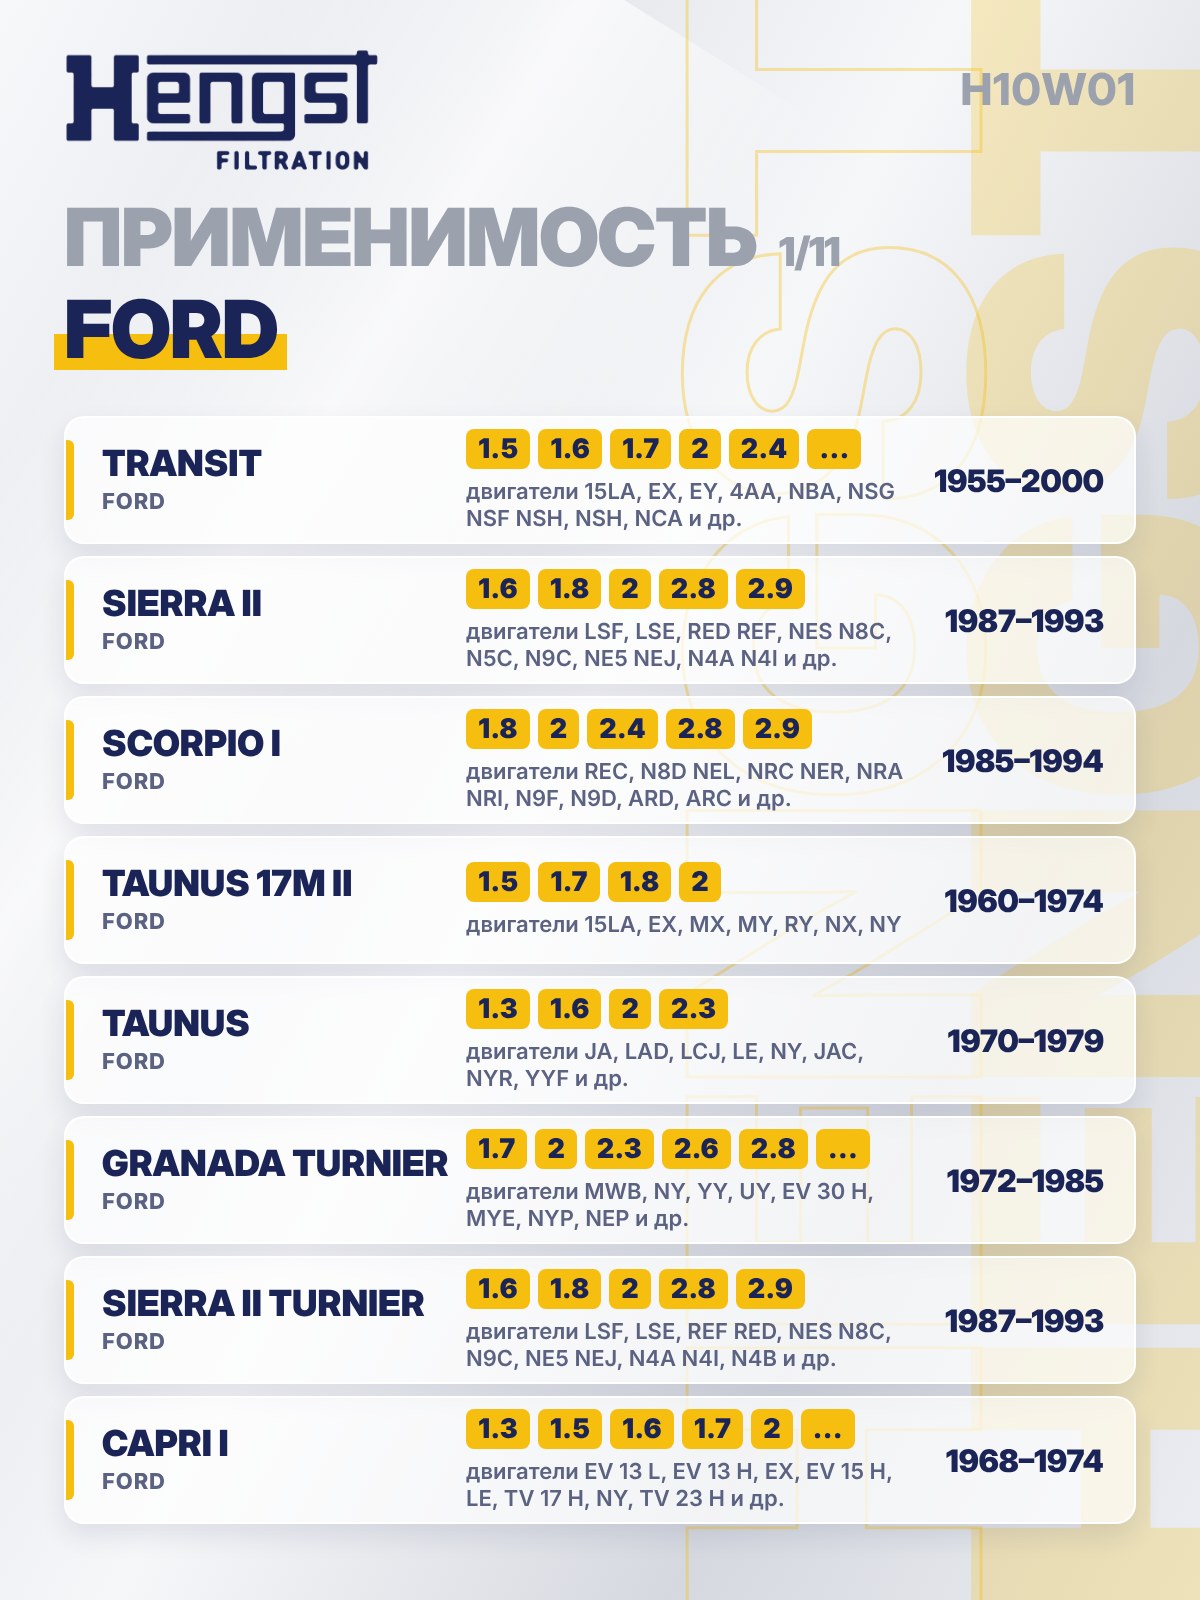 Hengst
FILTRATION
H10W01
ПРИМЕНИМОСТЬ 1/11
FORD
TRANSIT
FORD
1.5 1.6 1.7 2 2.4 ...
двигатели 15LA, EX, EY, 4AA, NBA, NSG
NSF NSH, NSH, NCA и др.
1955–2000
SIERRA II
FORD
1.6 1.8 2 2.8 2.9
двигатели LSF, LSE, RED REF, NES N8C,
N5C, N9C, NE5 NEJ, N4A N4I и др.
1987–1993
SCORPIO I
FORD
1.8 2 2.4 2.8 2.9
двигатели REC, N8D NEL, NRC NER, NRA
NRI, N9F, N9D, ARD, ARC и др.
1985–1994
TAUNUS 17M II
FORD
1.5 1.7 1.8 2
двигатели 15LA, EX, MX, MY, RY, NX, NY
1960–1974
TAUNUS
FORD
1.3 1.6 2 2.3
двигатели JA, LAD, LCJ, LE, NY, JAC,
NYR, YYF и др.
1970–1979
GRANADA TURNIER
FORD
1.7 2 2.3 2.6 2.8 ...
двигатели MWB, NY, YY, UY, EV 30 H,
MYE, NYP, NEP и др.
1972–1985
SIERRA II TURNIER
FORD
1.6 1.8 2 2.8 2.9
двигатели LSF, LSE, REF RED, NES N8C,
N9C, NE5 NEJ, N4A N4I, N4B и др.
1987–1993
CAPRI I
FORD
1.3 1.5 1.6 1.7 2 ...
двигатели EV 13 L, EV 13 H, EX, EV 15 H,
LE, TV 17 H, NY, TV 23 H и др.
1968–1974
HENGST
HENGST